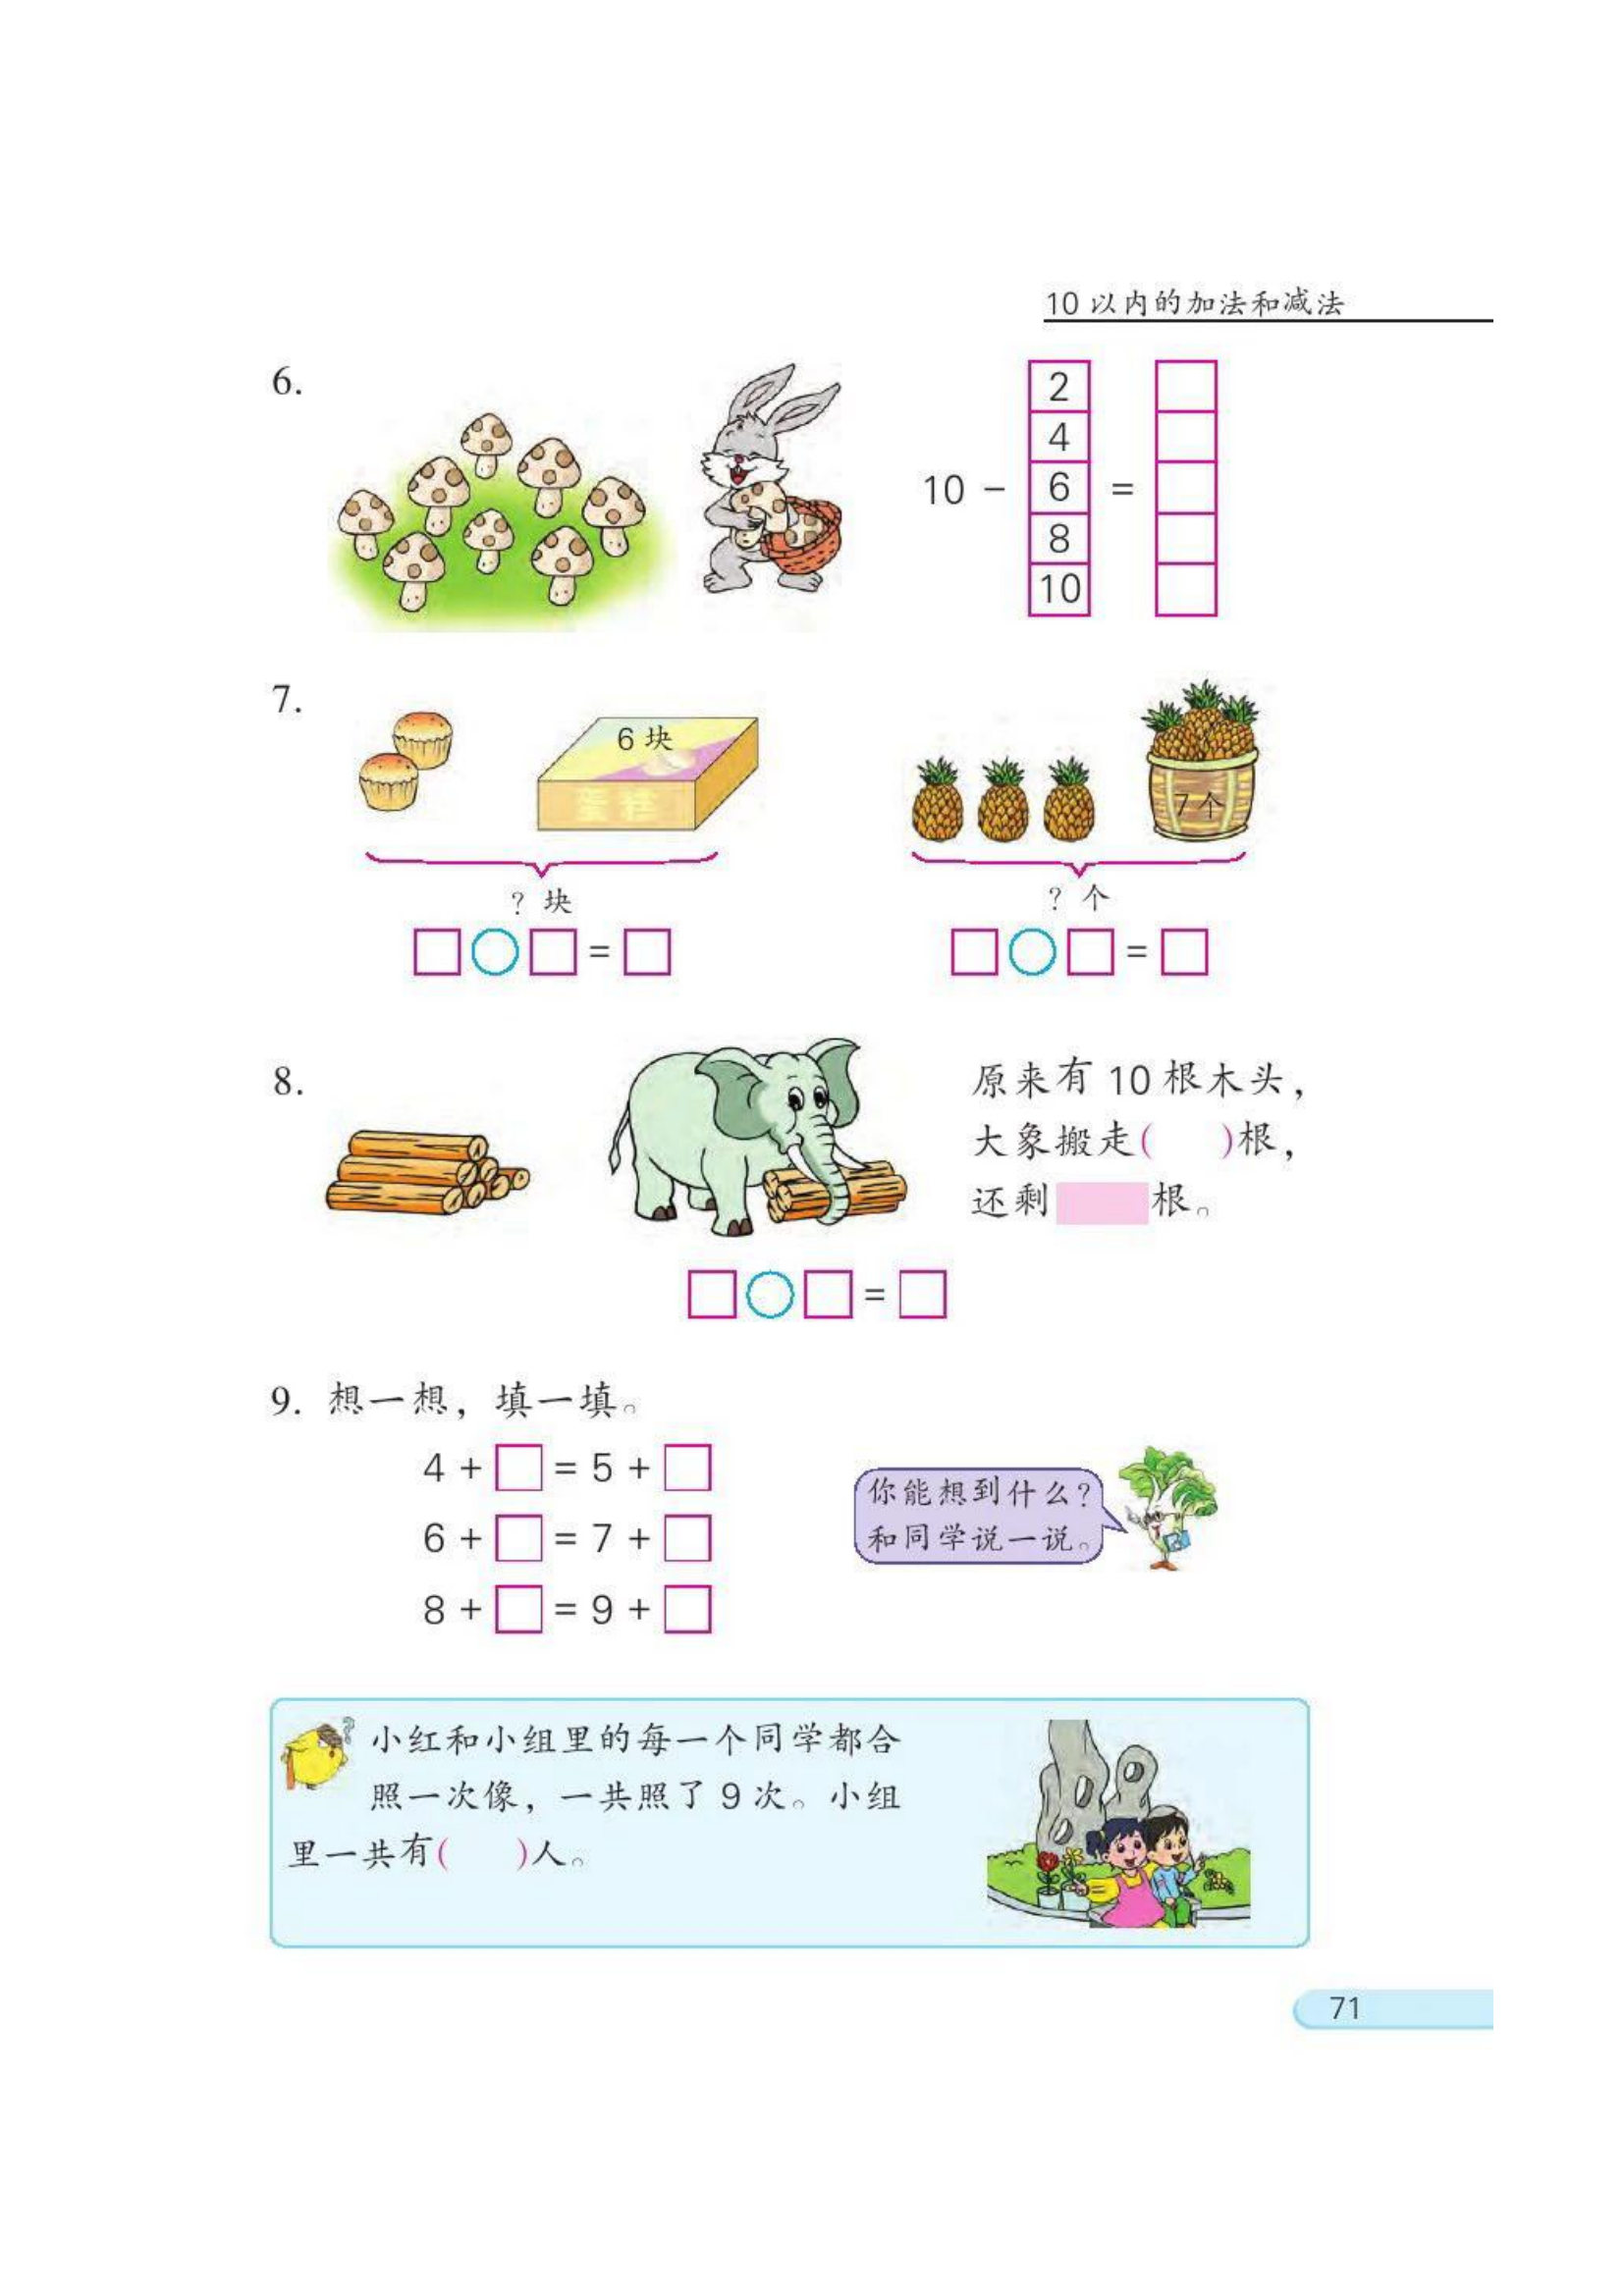 10 以内的加法和减法
6.
2
4
10 - 6 =
8
10
7.
6 块
蛋糕
7个
? 块
? 个
=
=
8.
原来有 10 根木头，
大象搬走(  )根，
还剩 根。
=
9. 想一想，填一填。
4 + = 5 +
6 + = 7 +
8 + = 9 +
你能想到什么?
和同学说一说。
?
小红和小组里的每一个同学都合
照一次像，一共照了 9 次。小组
里一共有(  )人。
71